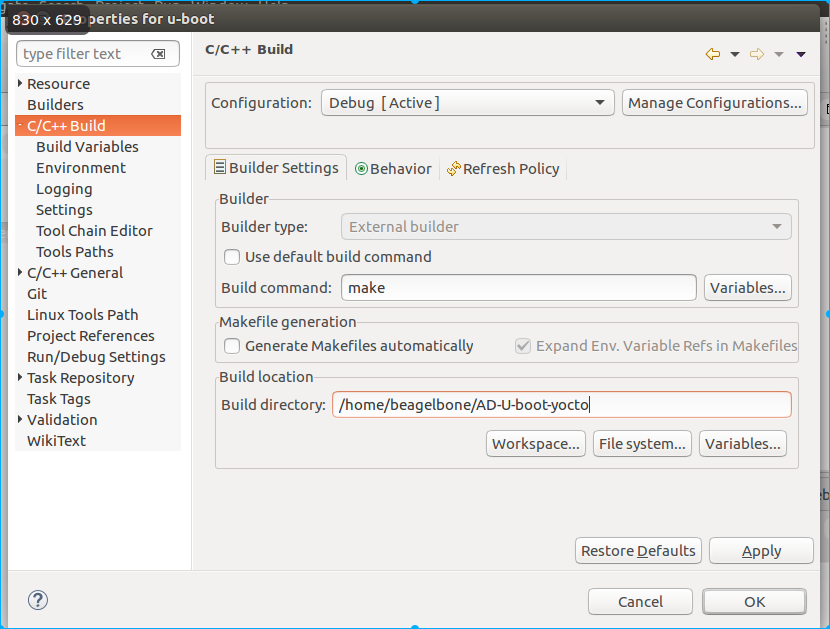 830 x 629
perties for u-boot
type filter text
Resource
Builders
C/C++ Build
Build Variables
Environment
Logging
Settings
Tool Chain Editor
Tools Paths
C/C++ General
Git
Linux Tools Path
Project References
Run/Debug Settings
Task Repository
Task Tags
Validation
WikiText
C/C++ Build
Configuration: Debug [Active] Manage Configurations...
Builder Settings Behavior Refresh Policy
Builder
Builder type: External builder
Use default build command
Build command: make Variables...
Makefile generation
Generate Makefiles automatically Expand Env. Variable Refs in Makefiles
Build location
Build directory: /home/beagelbone/AD-U-boot-yocto
Workspace... File system... Variables...
Restore Defaults Apply
? Cancel OK